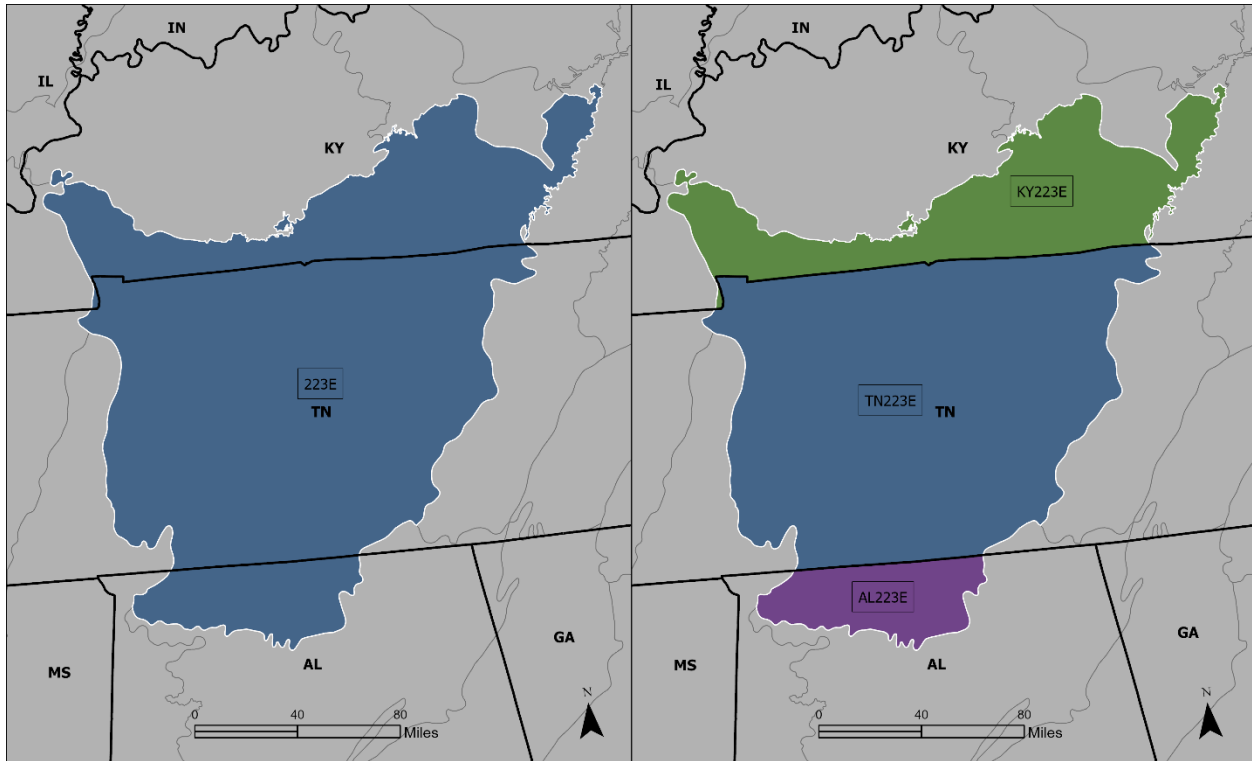 IN
IL
KY
223E
TN
GA
MS
AL
N
0 40 80
Miles
IN
IL
KY
KY223E
TN223E
TN
AL223E
GA
MS
AL
N
0 40 80
Miles